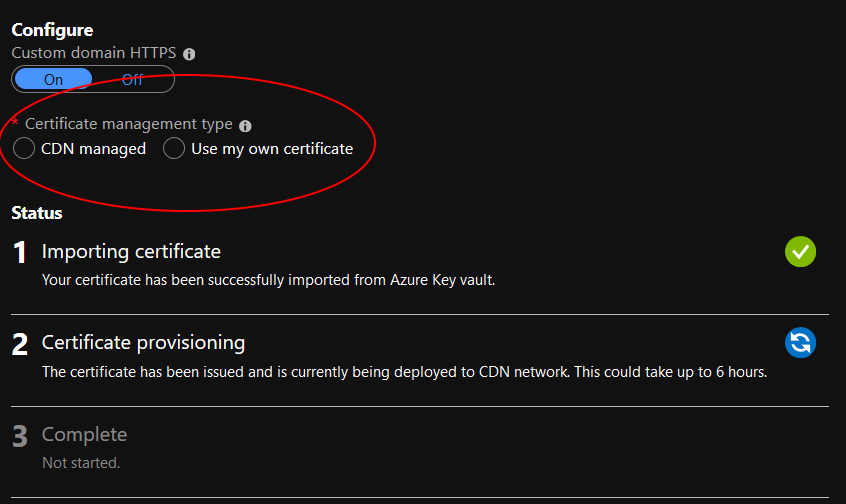 Configure
Custom domain HTTPS
On Off
* Certificate management type
CDN managed Use my own certificate
Status
1 Importing certificate
Your certificate has been successfully imported from Azure Key vault.
2 Certificate provisioning
The certificate has been issued and is currently being deployed to CDN network. This could take up to 6 hours.
3 Complete
Not started.